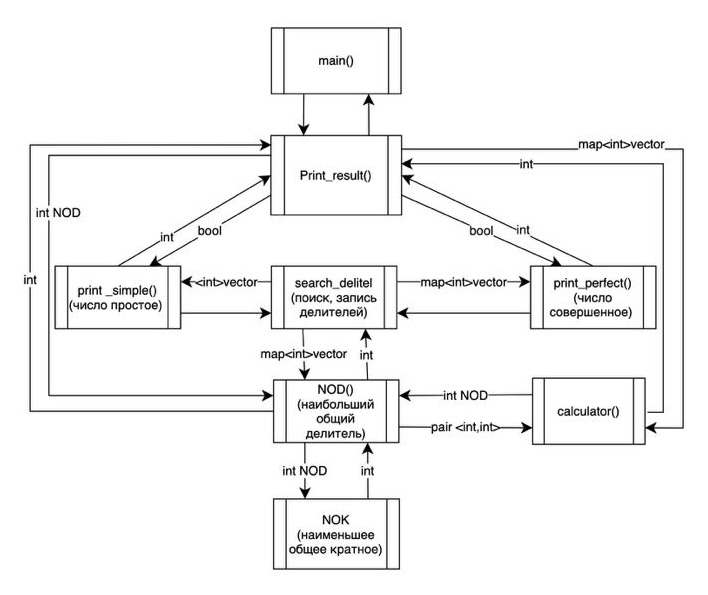 main()
map<int>vector
Print_result()
int
int NOD
int
bool
bool
int
int
print _simple()
(число простое)
<int>vector
search_delitel
(поиск, запись
делителей)
map<int>vector
print_perfect()
(число
совершенное)
map<int>vector
int
NOD()
(наибольший
общий
делитель)
int NOD
pair <int,int>
calculator()
int NOD
int
NOK
(наименьшее
общее кратное)